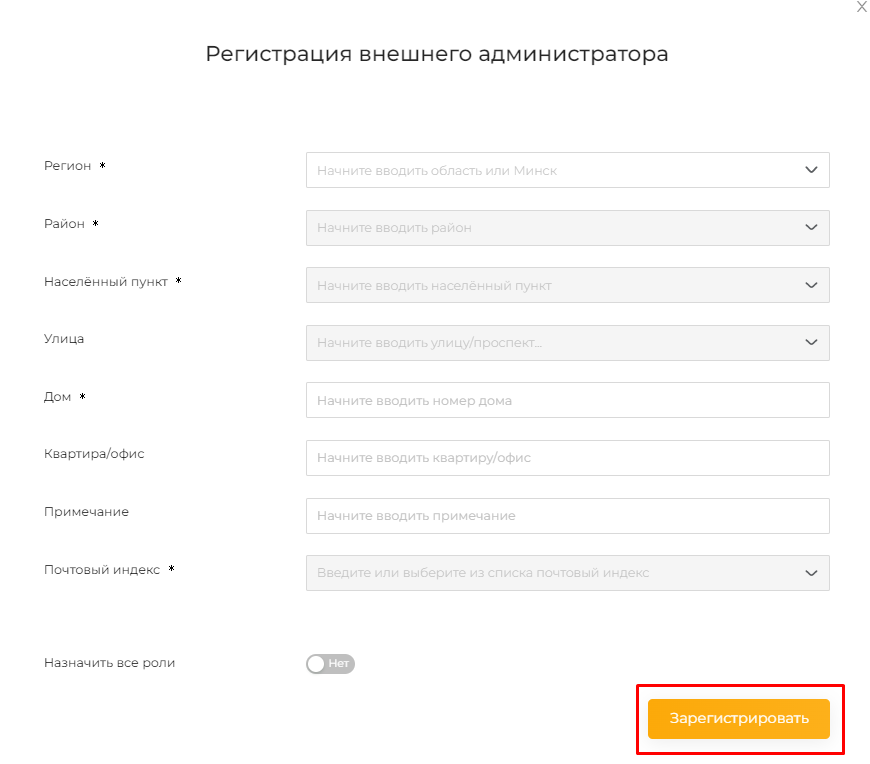 X
Регистрация внешнего администратора
Регион *
Начните вводить область или Минск
Район *
Начните вводить район
Населённый пункт *
Начните вводить населённый пункт
Улица
Начните вводить улицу/проспект...
Дом *
Начните вводить номер дома
Квартира/офис
Начните вводить квартиру/офис
Примечание
Начните вводить примечание
Почтовый индекс *
Введите или выберите из списка почтовый индекс
Назначить все роли
Нет
Зарегистрировать